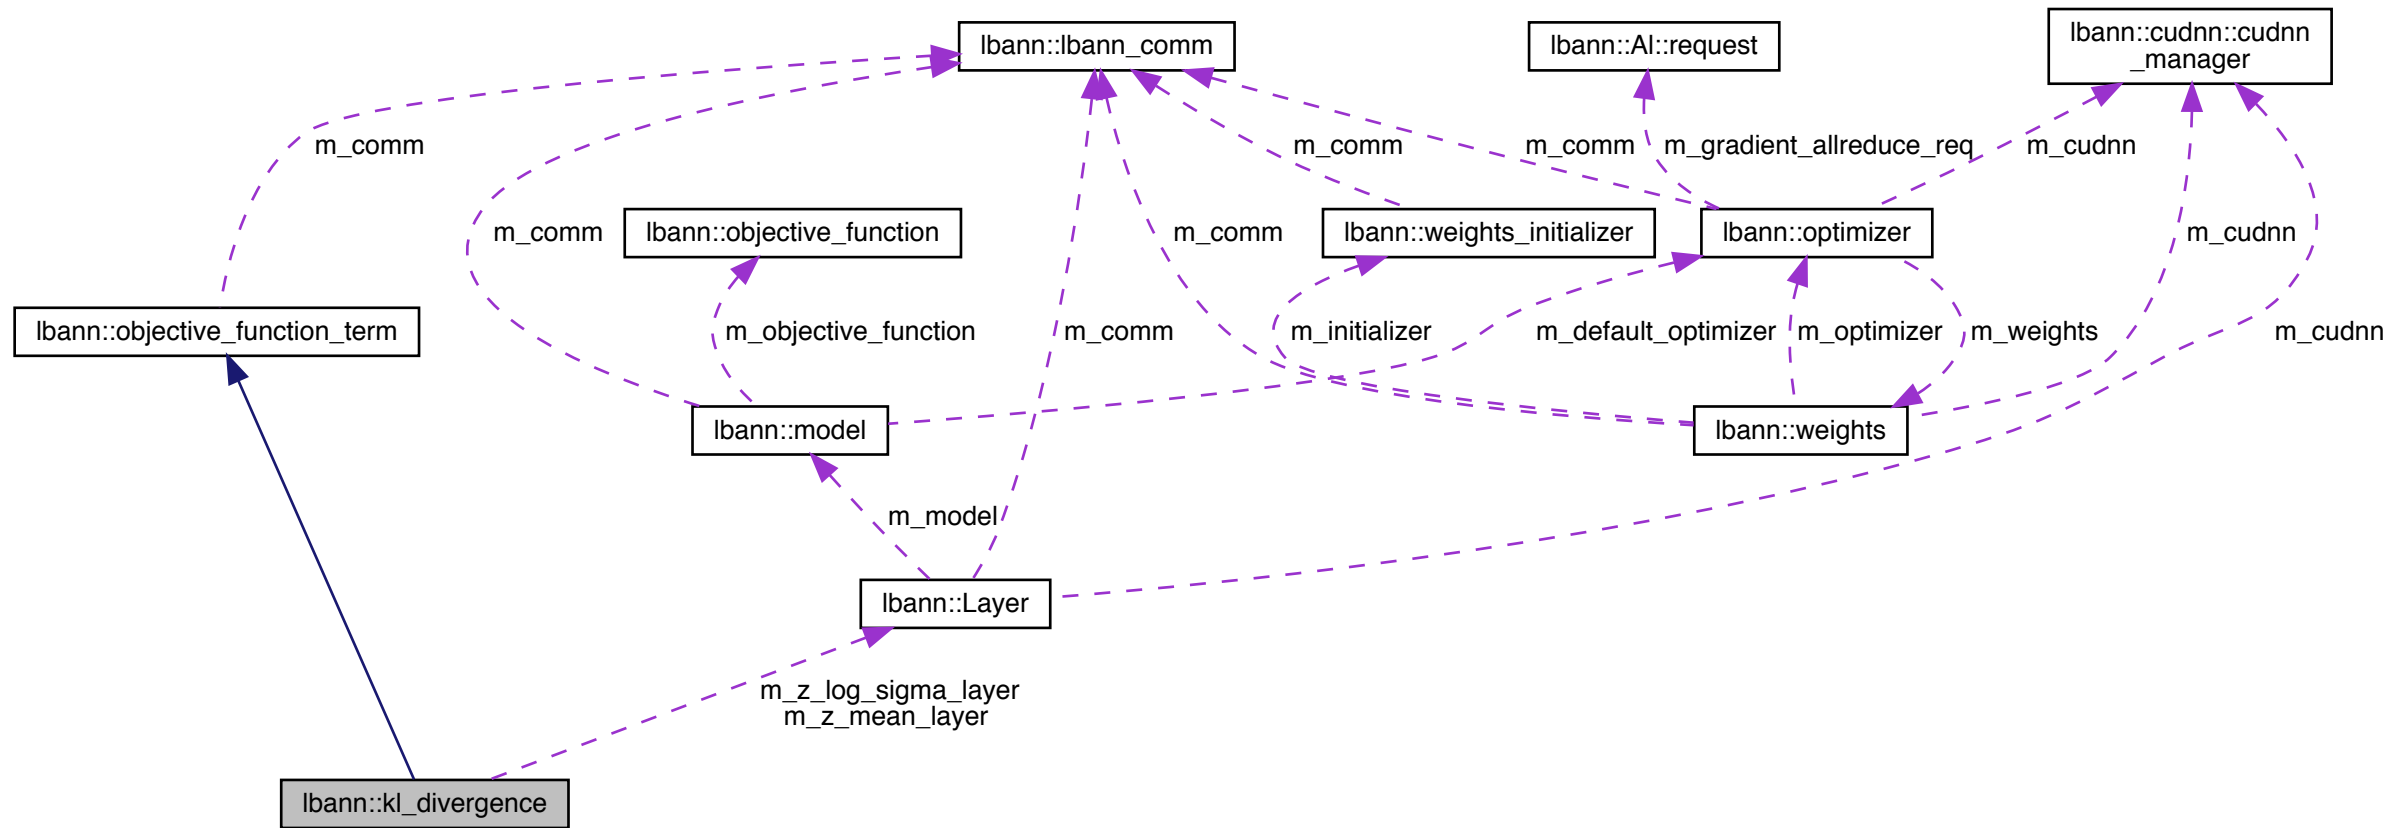 lbann::lbann_comm
lbann::Al::request
lbann::cudnn::cudnn
_manager
m_comm
m_comm
m_comm
m_gradient_allreduce_req
m_cudnn
m_comm
lbann::objective_function
m_comm
lbann::weights_initializer
lbann::optimizer
m_cudnn
lbann::objective_function_term
m_objective_function
m_comm
m_initializer
m_default_optimizer
m_optimizer
m_weights
m_cudnn
lbann::model
lbann::weights
m_model
lbann::Layer
m_z_log_sigma_layer
m_z_mean_layer
lbann::kl_divergence